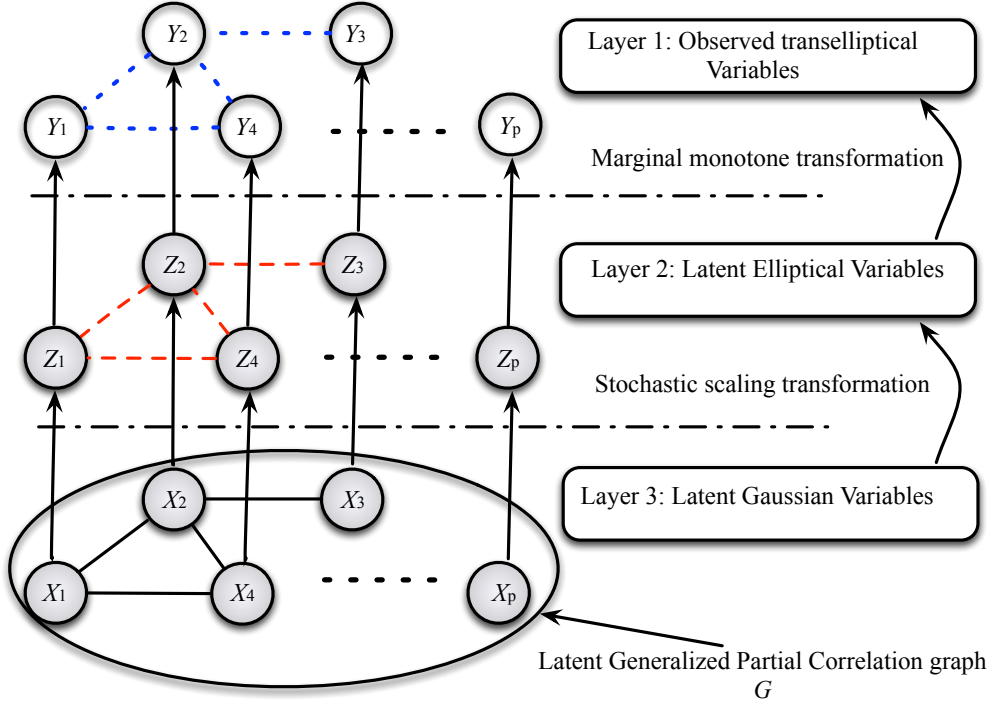 Y2
Y3
Layer 1: Observed transelliptical
Variables
Y1
Y4
Yp
Marginal monotone transformation
Z2
Z3
Layer 2: Latent Elliptical Variables
Z1
Z4
Zp
Stochastic scaling transformation
X2
X3
Layer 3: Latent Gaussian Variables
X1
X4
Xp
Latent Generalized Partial Correlation graph
G